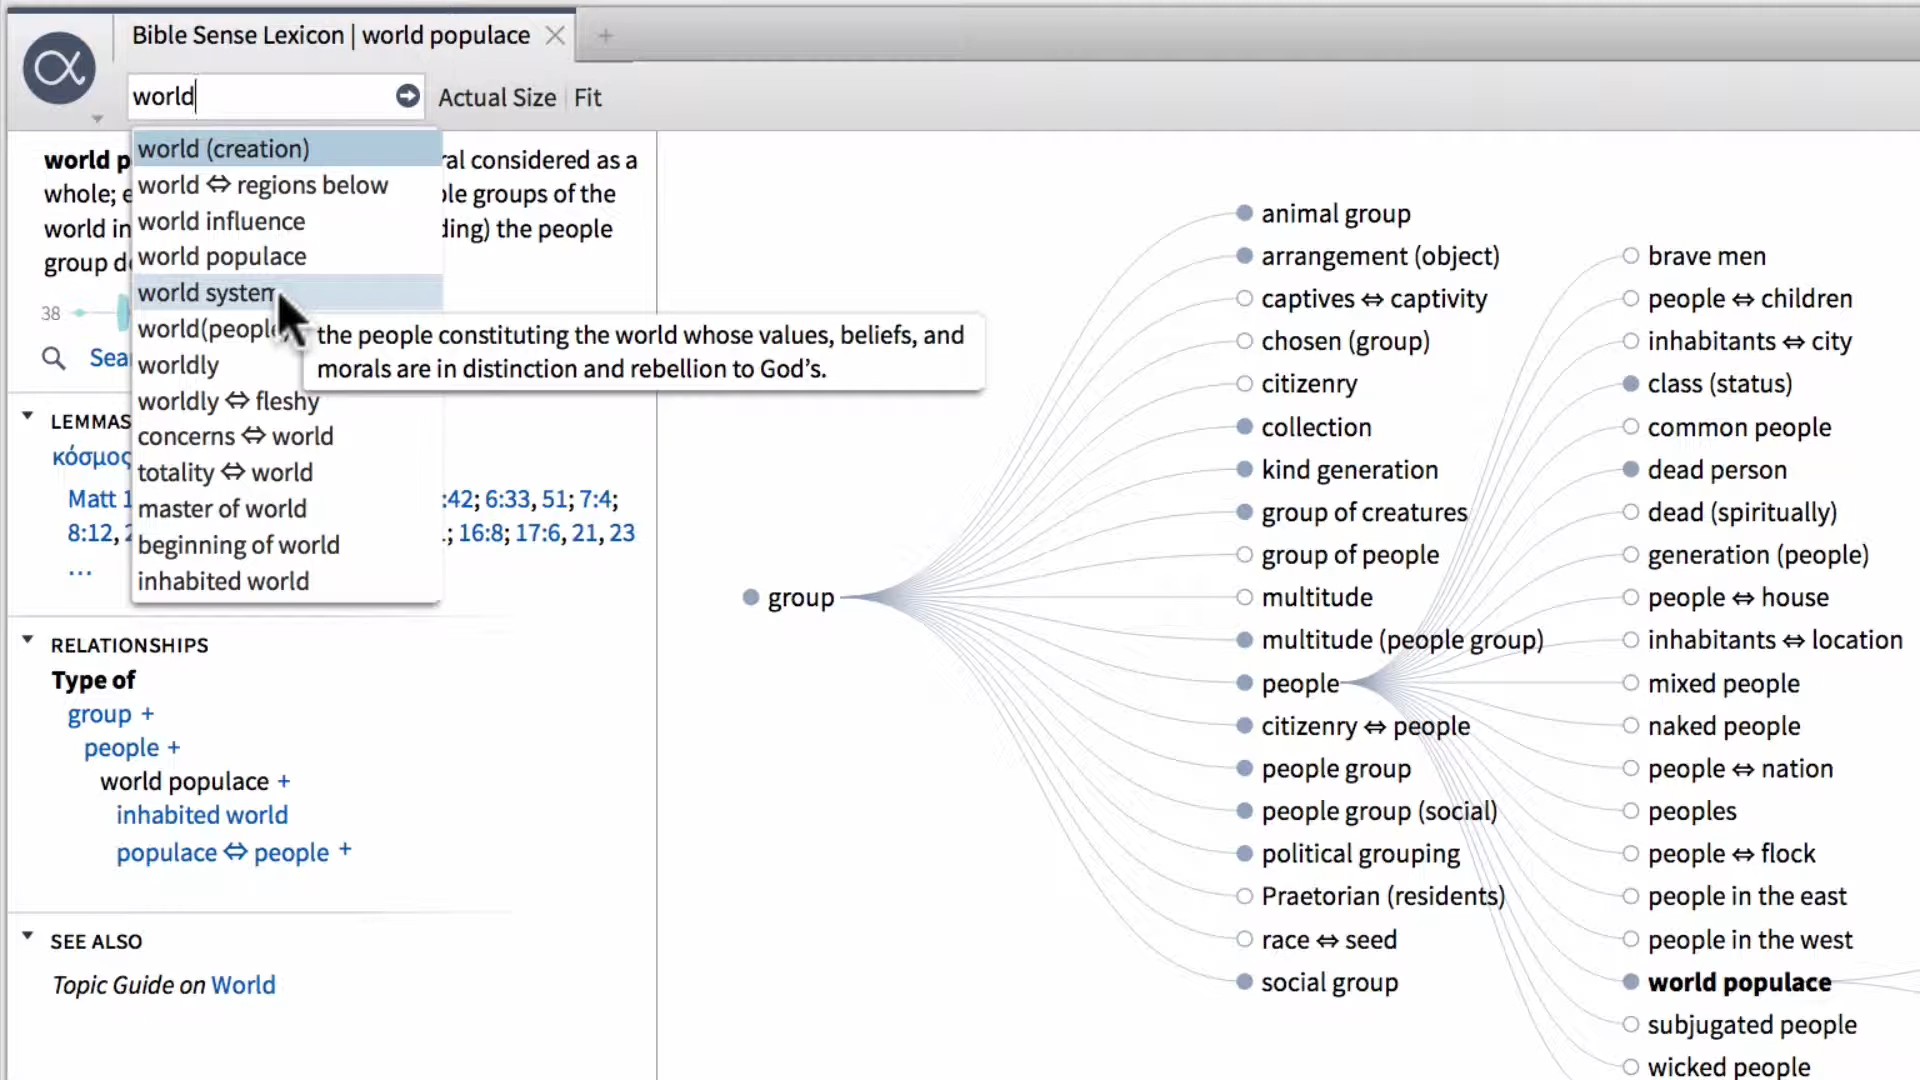 Bible Sense Lexicon | world populace
world
Actual Size
Fit
world (creation)
world ⇔ regions below
world influence
world populace
world system
world(people
worldly
worldly ⇔ fleshy
concerns ⇔ world
totality ⇔ world
master of world
beginning of world
inhabited world
the people constituting the world whose values, beliefs, and
morals are in distinction and rebellion to God's.
world p
al considered as a
whole; e
le groups of the
world in
ding) the people
group d
38
Sea
LEMMAS
κόσμος
Matt 1
:42; 6:33, 51; 7:4;
8:12, 2
; 16:8; 17:6, 21, 23
...
RELATIONSHIPS
Type of
group +
people +
world populace +
inhabited world
populace ⇔ people +
SEE ALSO
Topic Guide on World
group
animal group
arrangement (object)
captives ⇔ captivity
chosen (group)
citizenry
collection
kind generation
group of creatures
group of people
multitude
multitude (people group)
people
citizenry ⇔ people
people group
people group (social)
political grouping
Praetorian (residents)
race ⇔ seed
social group
brave men
people ⇔ children
inhabitants ⇔ city
class (status)
common people
dead person
dead (spiritually)
generation (people)
people ⇔ house
inhabitants ⇔ location
mixed people
naked people
people ⇔ nation
peoples
people ⇔ flock
people in the east
people in the west
world populace
subjugated people
wicked people